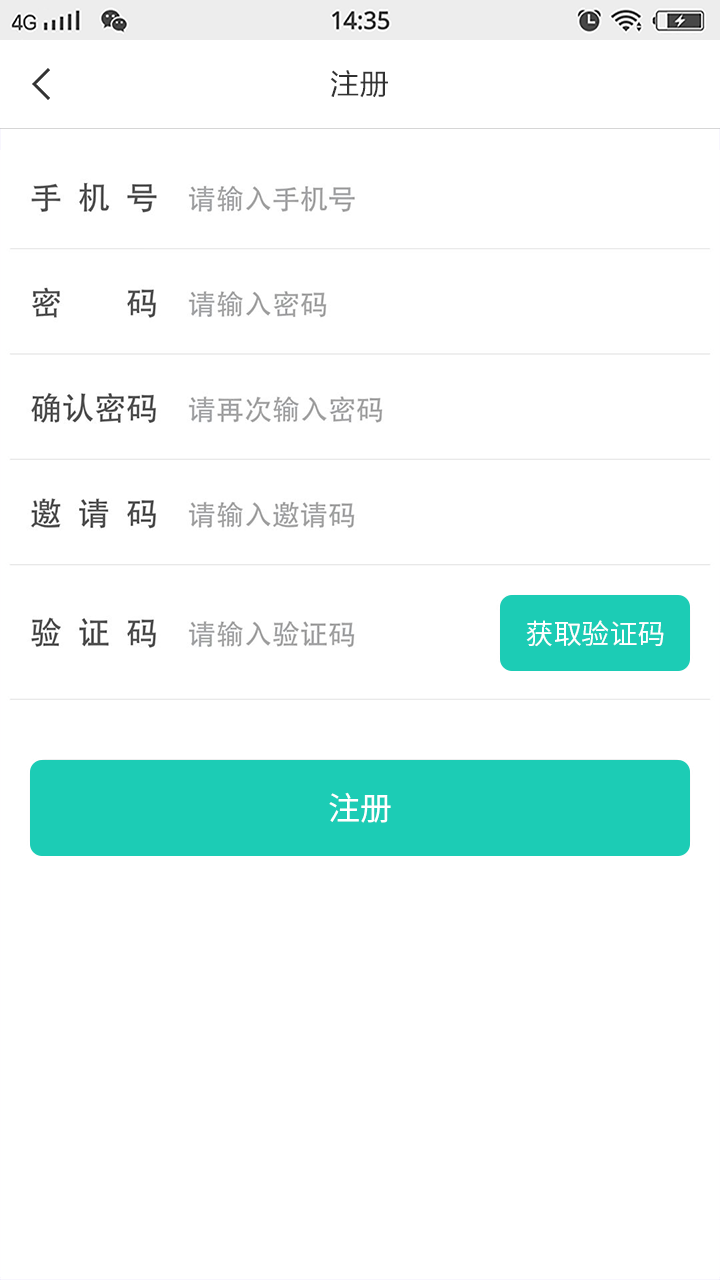 4G 14:35
注册
手机号 请输入手机号
密码 请输入密码
确认密码 请再次输入密码
邀请码 请输入邀请码
验证码 请输入验证码 获取验证码
注册